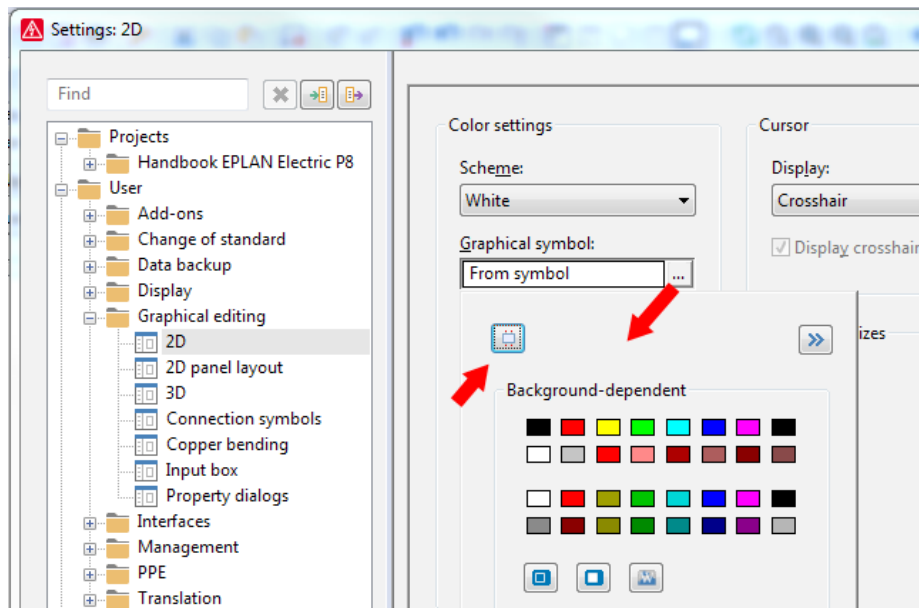 Settings: 2D
Find
Projects
Handbook EPLAN Electric P8
User
Add-ons
Change of standard
Data backup
Display
Graphical editing
2D
2D panel layout
3D
Connection symbols
Copper bending
Input box
Property dialogs
Interfaces
Management
PPE
Translation
Color settings
Scheme:
White
Graphical symbol:
From symbol
...
Background-dependent
Cursor
Display:
Crosshair
Display crosshair
izes